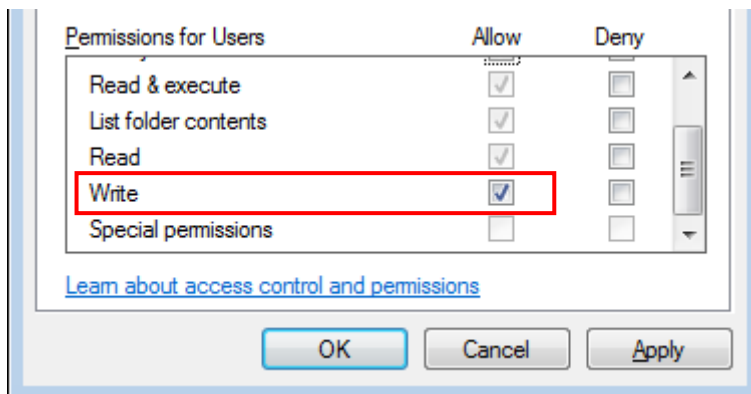 Permissions for Users Allow Deny
Read & execute
List folder contents
Read
Write
Special permissions
Learn about access control and permissions
OK Cancel Apply